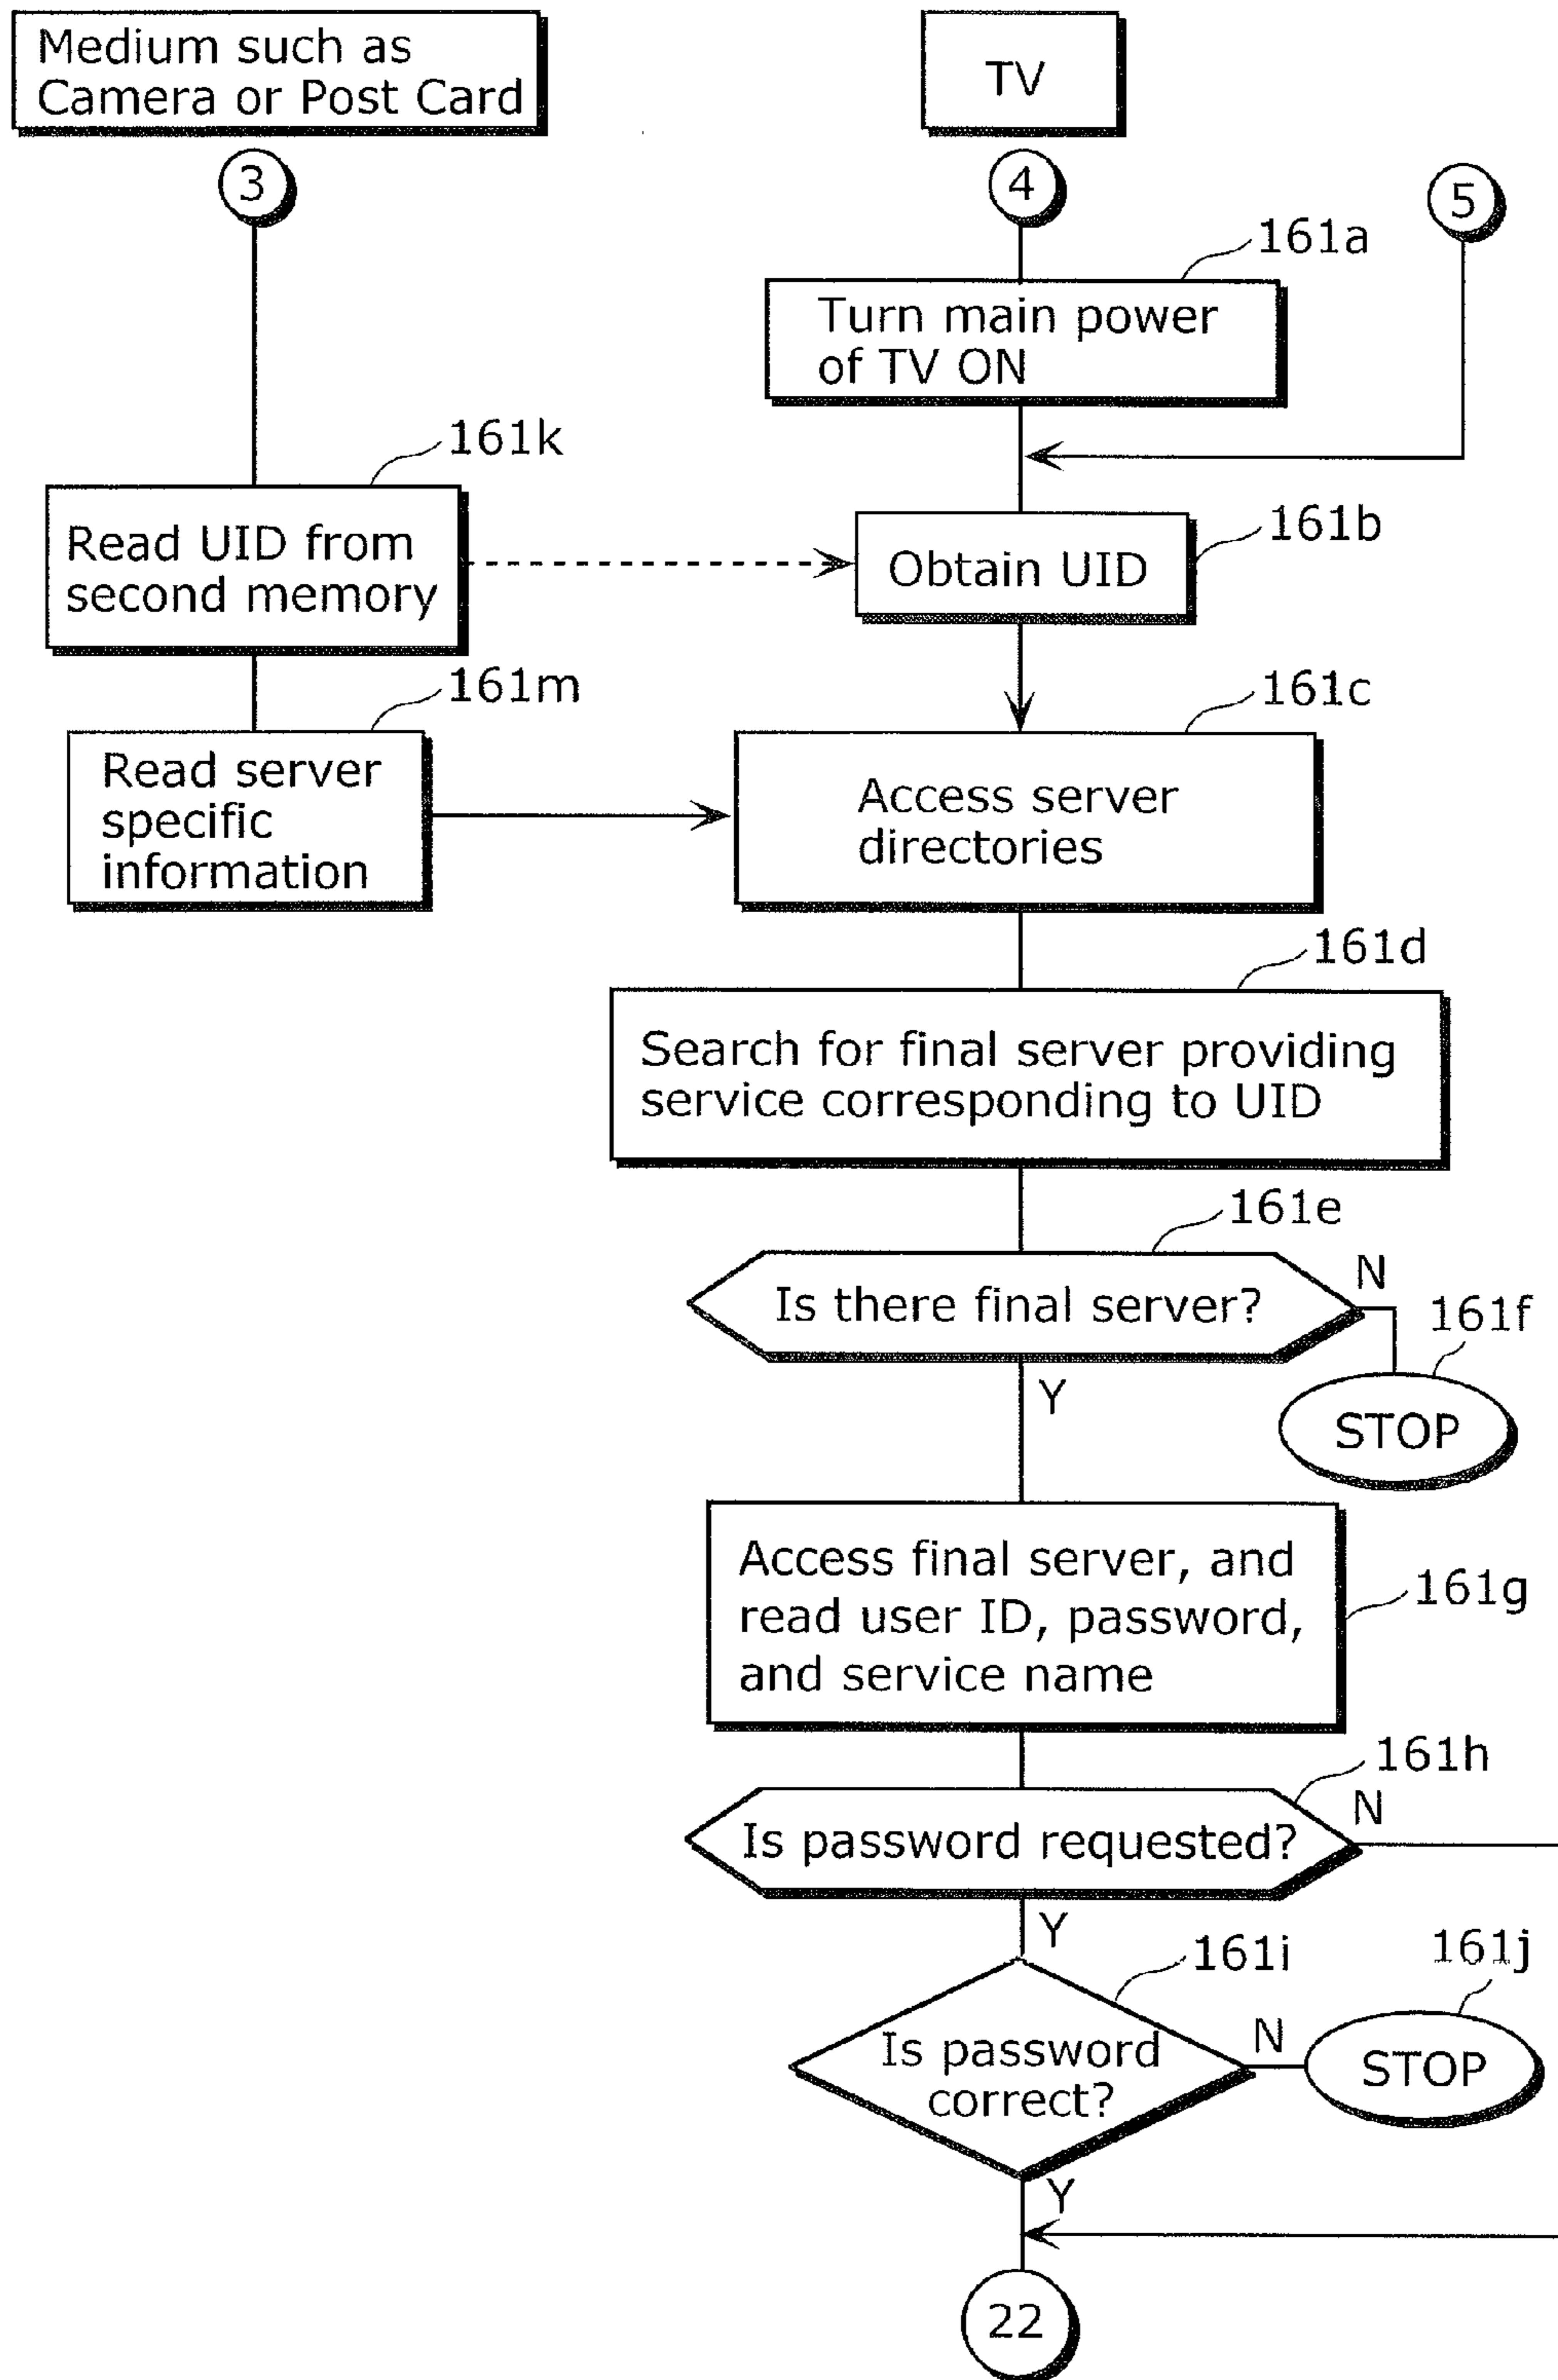 Medium such as
Camera or Post Card
TV
3
4
5
161a
Turn main power
of TV ON
161k
Read UID from
second memory
161b
Obtain UID
161m
Read server
specific
information
161c
Access server
directories
161d
Search for final server providing
service corresponding to UID
161e
Is there final server?
N
161f
STOP
Y
Access final server, and
read user ID, password,
and service name
161g
161h
Is password requested?
N
Y
161i
Is password
correct?
N
161j
STOP
Y
22